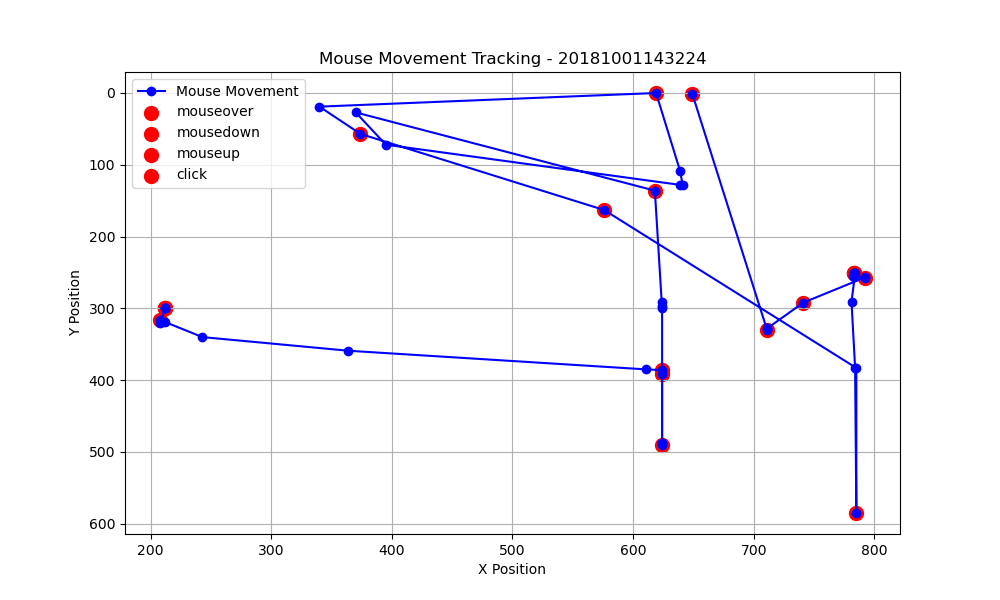 Mouse Movement Tracking - 20181001143224
Mouse Movement
mouseover
mousedown
mouseup
click
0
100
200
300
400
500
600
Y Position
200 300 400 500 600 700 800
X Position